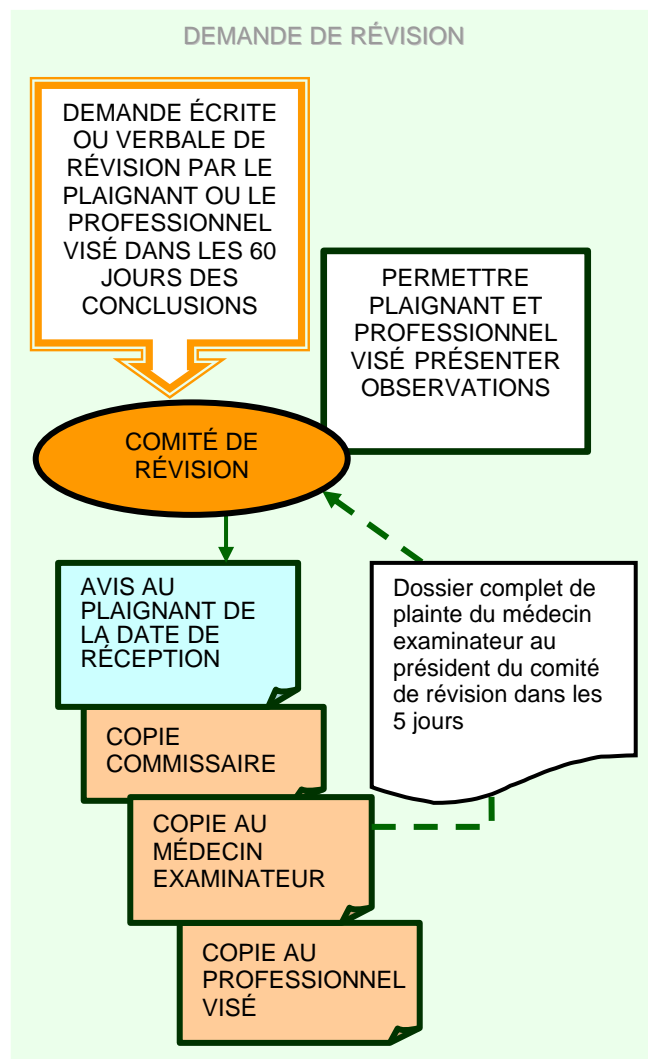 DEMANDE DE RÉVISION
DEMANDE ÉCRITE
OU VERBALE DE
RÉVISION PAR LE
PLAIGNANT OU LE
PROFESSIONNEL
VISÉ DANS LES 60
JOURS DES
CONCLUSIONS
PERMETTRE
PLAIGNANT ET
PROFESSIONNEL
VISÉ PRÉSENTER
OBSERVATIONS
COMITÉ DE
RÉVISION
AVIS AU
PLAIGNANT DE
LA DATE DE
RÉCEPTION
Dossier complet de
plainte du médecin
examinateur au
président du comité
de révision dans les
5 jours
COPIE
COMMISSAIRE
COPIE AU
MÉDECIN
EXAMINATEUR
COPIE AU
PROFESSIONNEL
VISÉ